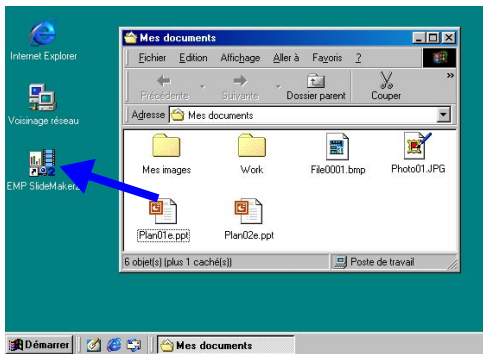 Internet Explorer
Voisinage réseau
EMP SlideMaker2
Mes documents
Fichier Edition Affichage Aller à Favoris ?
Précédente Suivante Dossier parent Couper »
Adresse Mes documents
Mes images Work File0001.bmp Photo01.JPG
Plan01e.ppt Plan02e.ppt
6 objet(s) (plus 1 caché(s)) Poste de travail
Démarrer Mes documents